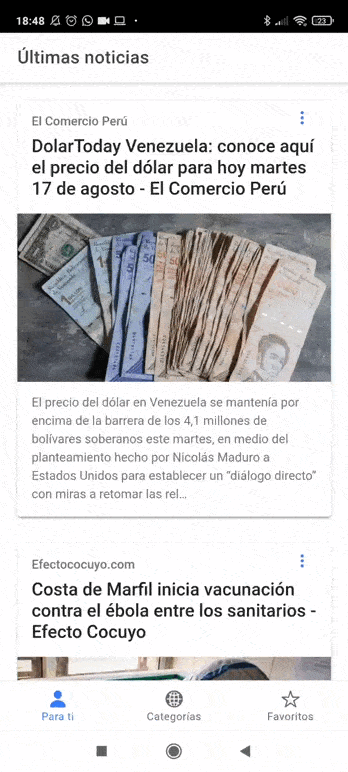 18:48
23
Últimas noticias
El Comercio Perú
DolarToday Venezuela: conoce aquí
el precio del dólar para hoy martes
17 de agosto - El Comercio Perú
El precio del dólar en Venezuela se mantenía por
encima de la barrera de los 4,1 millones de
bolívares soberanos este martes, en medio del
planteamiento hecho por Nicolás Maduro a
Estados Unidos para establecer un “diálogo directo”
con miras a retomar las rel...
Efectococuyo.com
Costa de Marfil inicia vacunación
contra el ébola entre los sanitarios -
Efecto Cocuyo
Para ti Categorías Favoritos